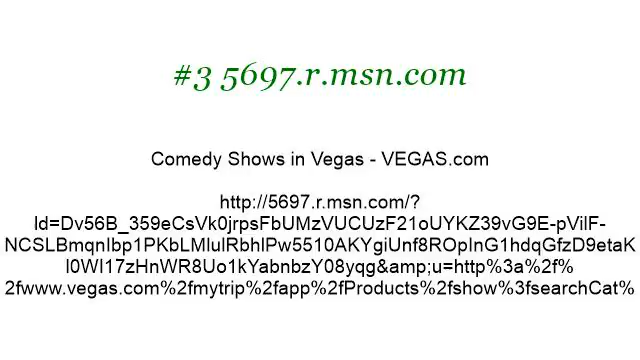 #3 5697.r.msn.com
Comedy Shows in Vegas - VEGAS.com
http://5697.r.msn.com/?
ld=Dv56B_359eCsVk0jrpsFbUMzVUCUzF21oUYKZ39vG9E-pVilF-
NCSLBmqnIbp1PKbLMluIRbhlPw5510AKYgiUnf8ROpInG1hdqGfzD9etaK
l0Wl17zHnWR8Uo1kYabnbzY08yqg&amp;u=http%3a%2f%
2fwww.vegas.com%2fmytrip%2fapp%2fProducts%2fshow%3fsearchCat%